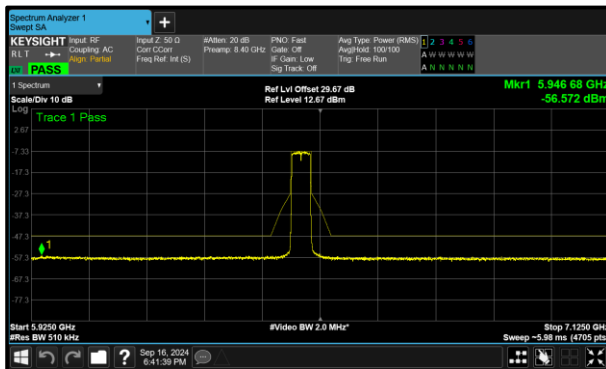 Spectrum Analyzer 1
Swept SA
+
KEYSIGHT
RLT
PASS
Input: RF
Coupling: AC
Align: Partial
Input Z: 50 Ω
Corr CCorr
Freq Ref: Int (S)
#Atten: 20 dB
Preamp: 8.40 GHz
PNO: Fast
Gate: Off
IF Gain: Low
Sig Track: Off
Avg Type: Power (RMS)
Avg|Hold: 100/100
Trig: Free Run
1 2 3 4 5 6
A W W W W W
A N N N N N
1 Spectrum
Scale/Div 10 dB
Ref Lvl Offset 29.67 dB
Ref Level 12.67 dBm
Mkr1 5.946 68 GHz
-56.572 dBm
Log
Trace 1 Pass
2.67
-7.33
-17.3
-27.3
-37.3
-47.3
-57.3
-67.3
-77.3
1
Start 5.9250 GHz
#Res BW 510 kHz
#Video BW 2.0 MHz*
Stop 7.1250 GHz
Sweep ~5.98 ms (4705 pts)
?
Sep 16, 2024
6:41:39 PM